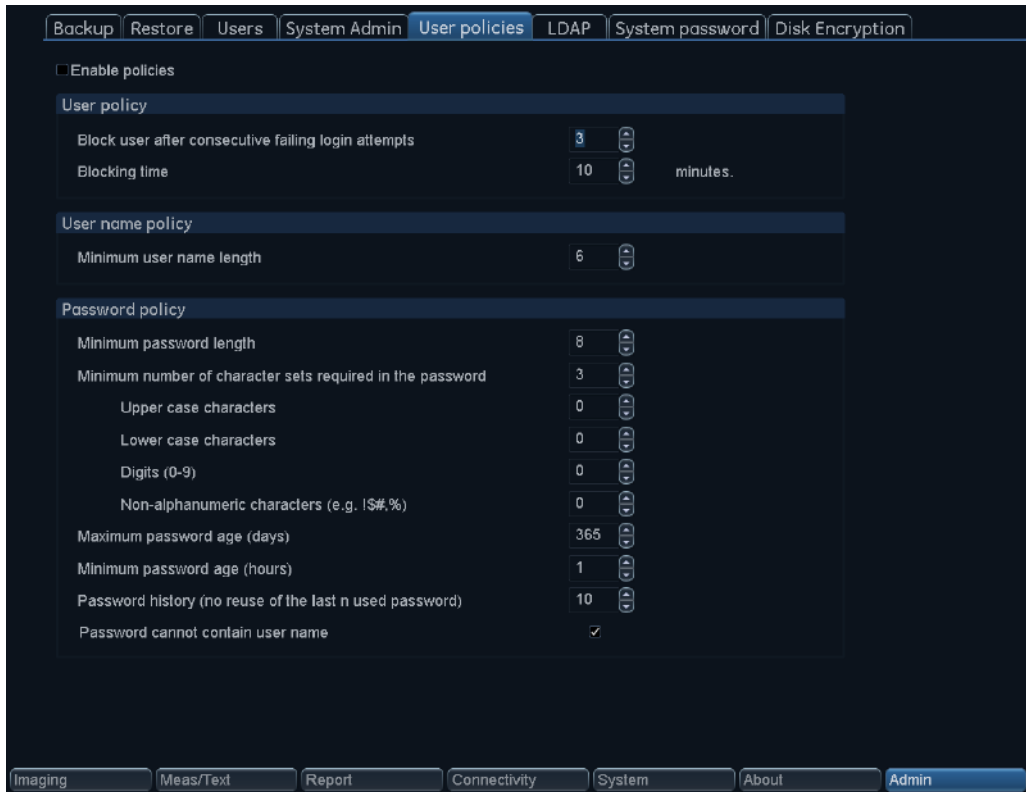 Backup Restore Users System Admin User policies LDAP System password Disk Encryption
Enable policies
User policy
Block user after consecutive failing login attempts 3
Blocking time 10 minutes.
User name policy
Minimum user name length 6
Password policy
Minimum password length 8
Minimum number of character sets required in the password 3
Upper case characters 0
Lower case characters 0
Digits (0-9) 0
Non-alphanumeric characters (e.g. !$#,%) 0
Maximum password age (days) 365
Minimum password age (hours) 1
Password history (no reuse of the last n used password) 10
Password cannot contain user name
Imaging Meas/Text Report Connectivity System About Admin